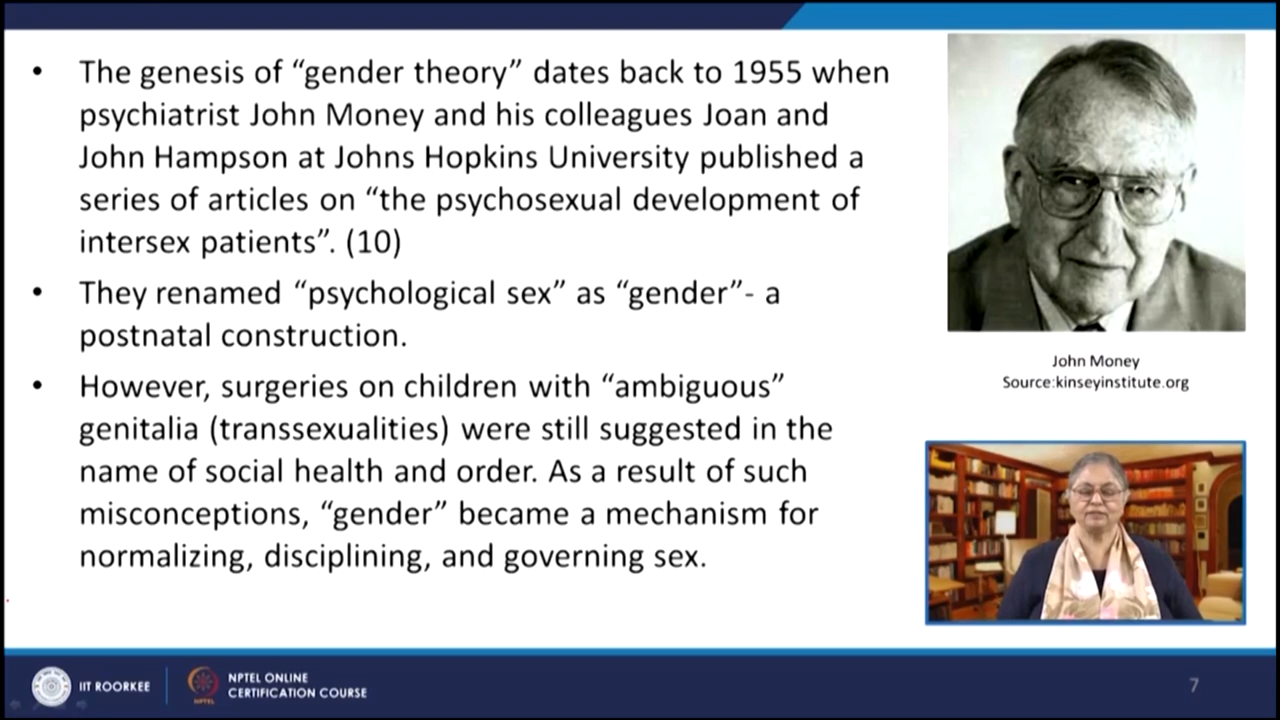 • The genesis of “gender theory” dates back to 1955 when
psychiatrist John Money and his colleagues Joan and
John Hampson at Johns Hopkins University published a
series of articles on “the psychosexual development of
intersex patients”. (10)
• They renamed “psychological sex” as “gender”- a
postnatal construction.
• However, surgeries on children with “ambiguous”
genitalia (transsexualities) were still suggested in the
name of social health and order. As a result of such
misconceptions, “gender” became a mechanism for
normalizing, disciplining, and governing sex.
John Money
Source:kinseyinstitute.org
IIT ROORKEE
NPTEL
NPTEL ONLINE
CERTIFICATION COURSE
7